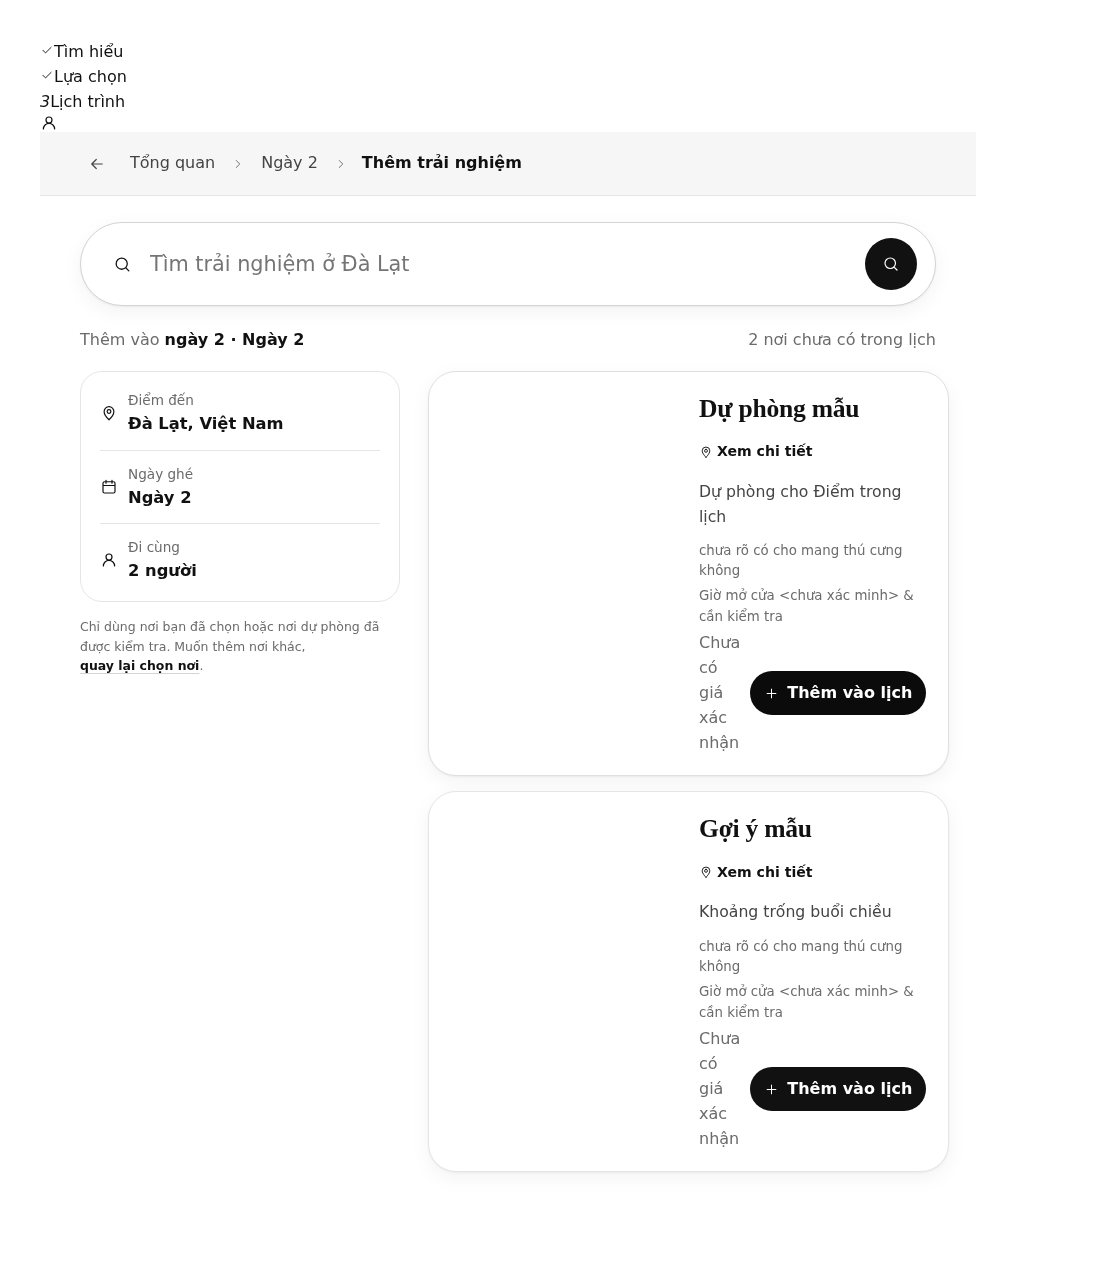 Tìm hiểu
Lựa chọn
3Lịch trình
Tổng quan
Ngày 2
Thêm trải nghiệm
Tìm trải nghiệm ở Đà Lạt
Thêm vào ngày 2 · Ngày 2
2 nơi chưa có trong lịch
Điểm đến
Đà Lạt, Việt Nam
Ngày ghé
Ngày 2
Đi cùng
2 người
Chỉ dùng nơi bạn đã chọn hoặc nơi dự phòng đã
được kiểm tra. Muốn thêm nơi khác,
quay lại chọn nơi.
Dự phòng mẫu
Xem chi tiết
Dự phòng cho Điểm trong
lịch
chưa rõ có cho mang thú cưng
không
Giờ mở cửa <chưa xác minh> &
cần kiểm tra
Chưa
có
giá
xác
nhận
Thêm vào lịch
Gợi ý mẫu
Xem chi tiết
Khoảng trống buổi chiều
chưa rõ có cho mang thú cưng
không
Giờ mở cửa <chưa xác minh> &
cần kiểm tra
Chưa
có
giá
xác
nhận
Thêm vào lịch